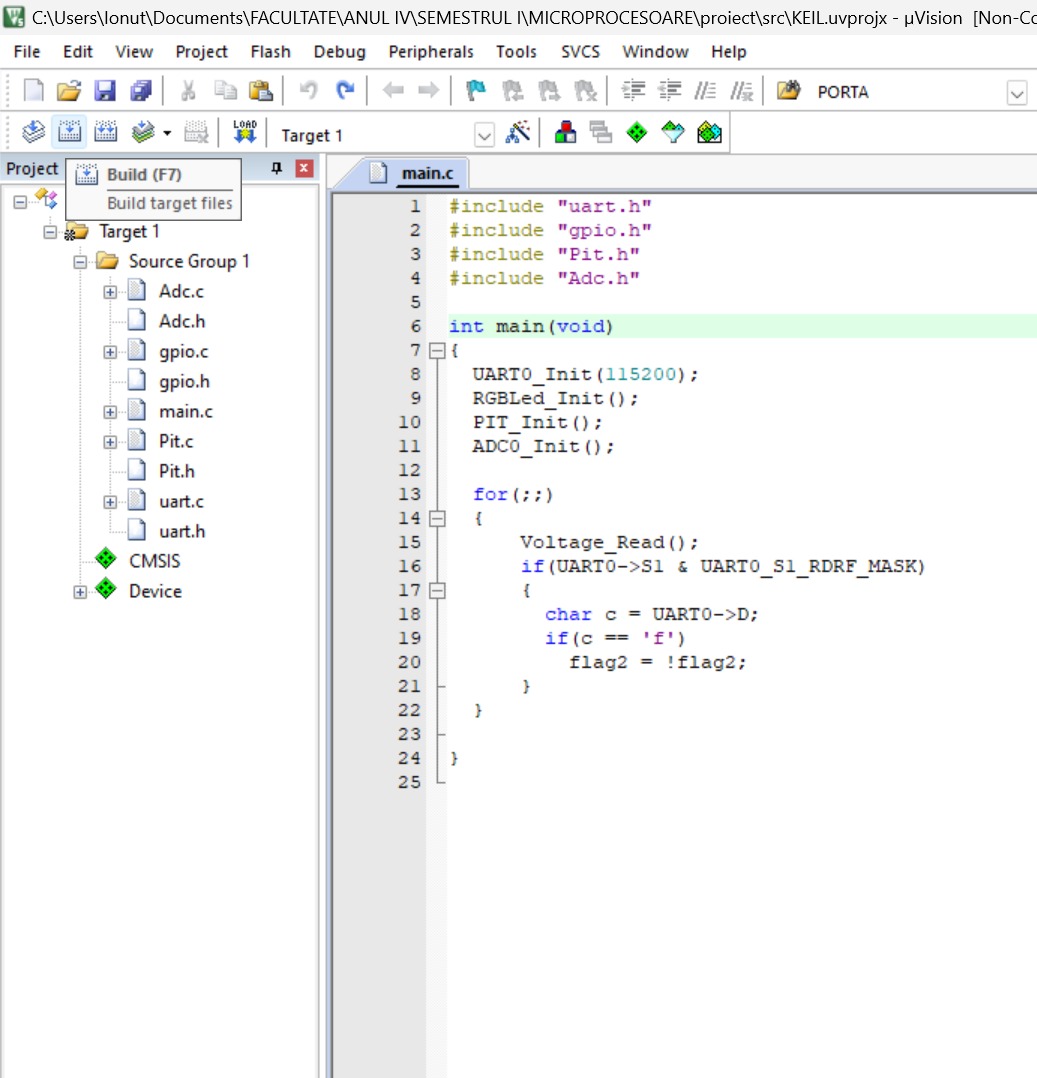 C:\Users\Ionut\Documents\FACULTATE\ANUL IV\SEMESTRUL I\MICROPROCESOARE\proiect\src\KEIL.uvprojx - µVision [Non-Co
File Edit View Project Flash Debug Peripherals Tools SVCS Window Help
PORTA
LOAD
Target 1
Project
Build (F7)
Build target files
Target 1
Source Group 1
Adc.c
Adc.h
gpio.c
gpio.h
main.c
Pit.c
Pit.h
uart.c
uart.h
CMSIS
Device
main.c
1 #include "uart.h"
2 #include "gpio.h"
3 #include "Pit.h"
4 #include "Adc.h"
5
6 int main(void)
7 {
8 UART0_Init(115200);
9 RGBLed_Init();
10 PIT_Init();
11 ADC0_Init();
12
13 for(;;)
14 {
15 Voltage_Read();
16 if(UART0->S1 & UART0_S1_RDRF_MASK)
17 {
18 char c = UART0->D;
19 if(c == 'f')
20 flag2 = !flag2;
21 }
22 }
23
24 }
25